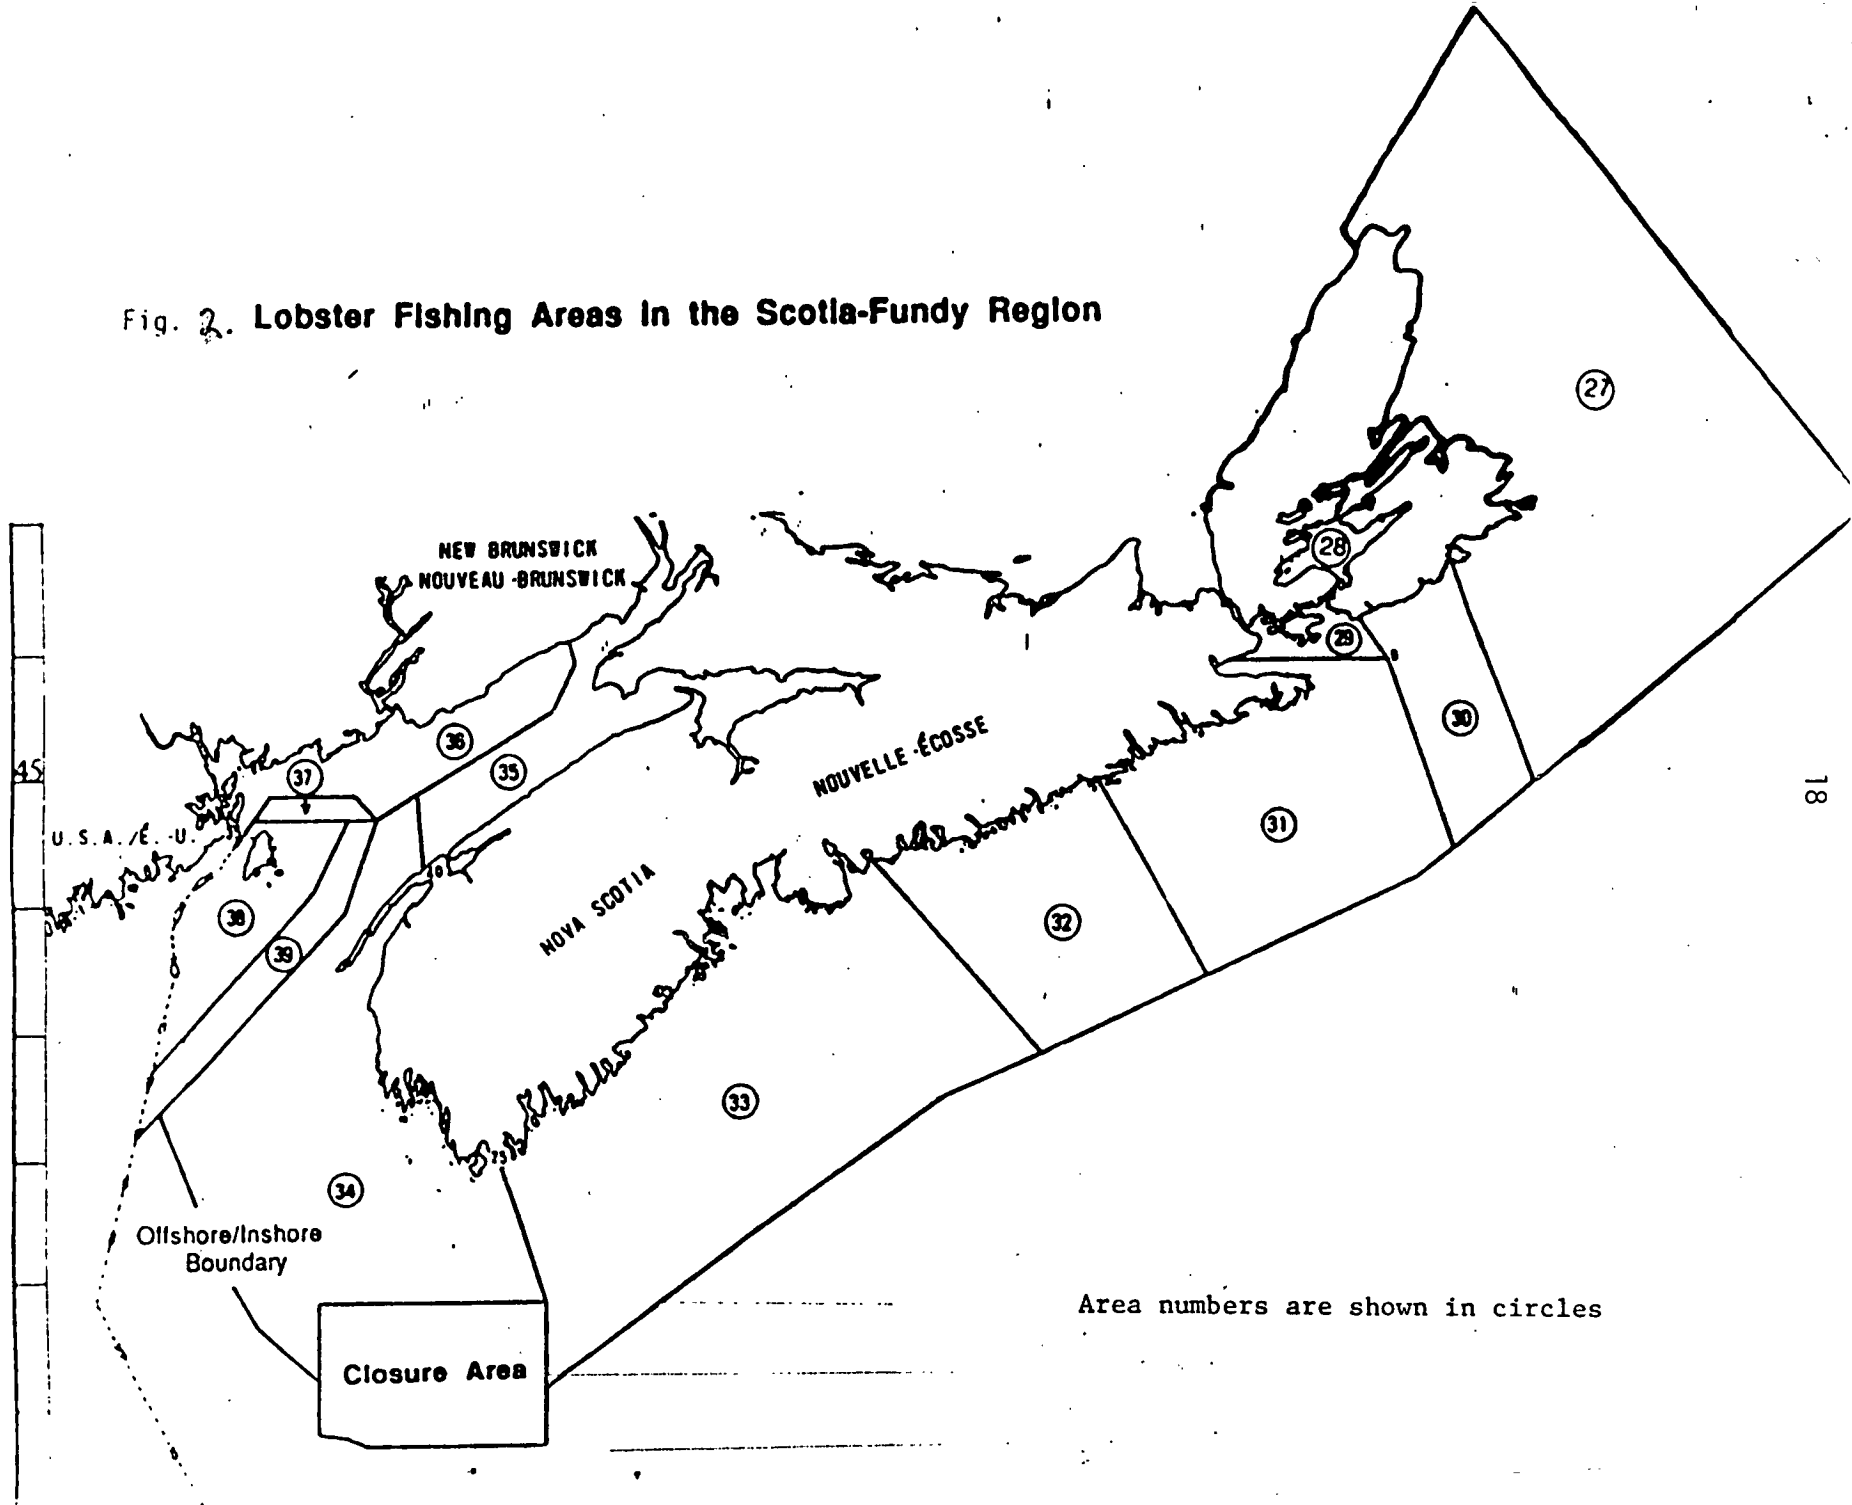 Fig. 2. Lobster Fishing Areas in the Scotia-Fundy Region
27
NEW BRUNSWICK
NOUVEAU-BRUNSWICK
28
29
30
36
35
37
45
NOUVELLE-ÉCOSSE
18
U.S.A./É.-U.
31
NOVA SCOTIA
38
32
39
33
34
Offshore/Inshore
Boundary
Area numbers are shown in circles
Closure Area